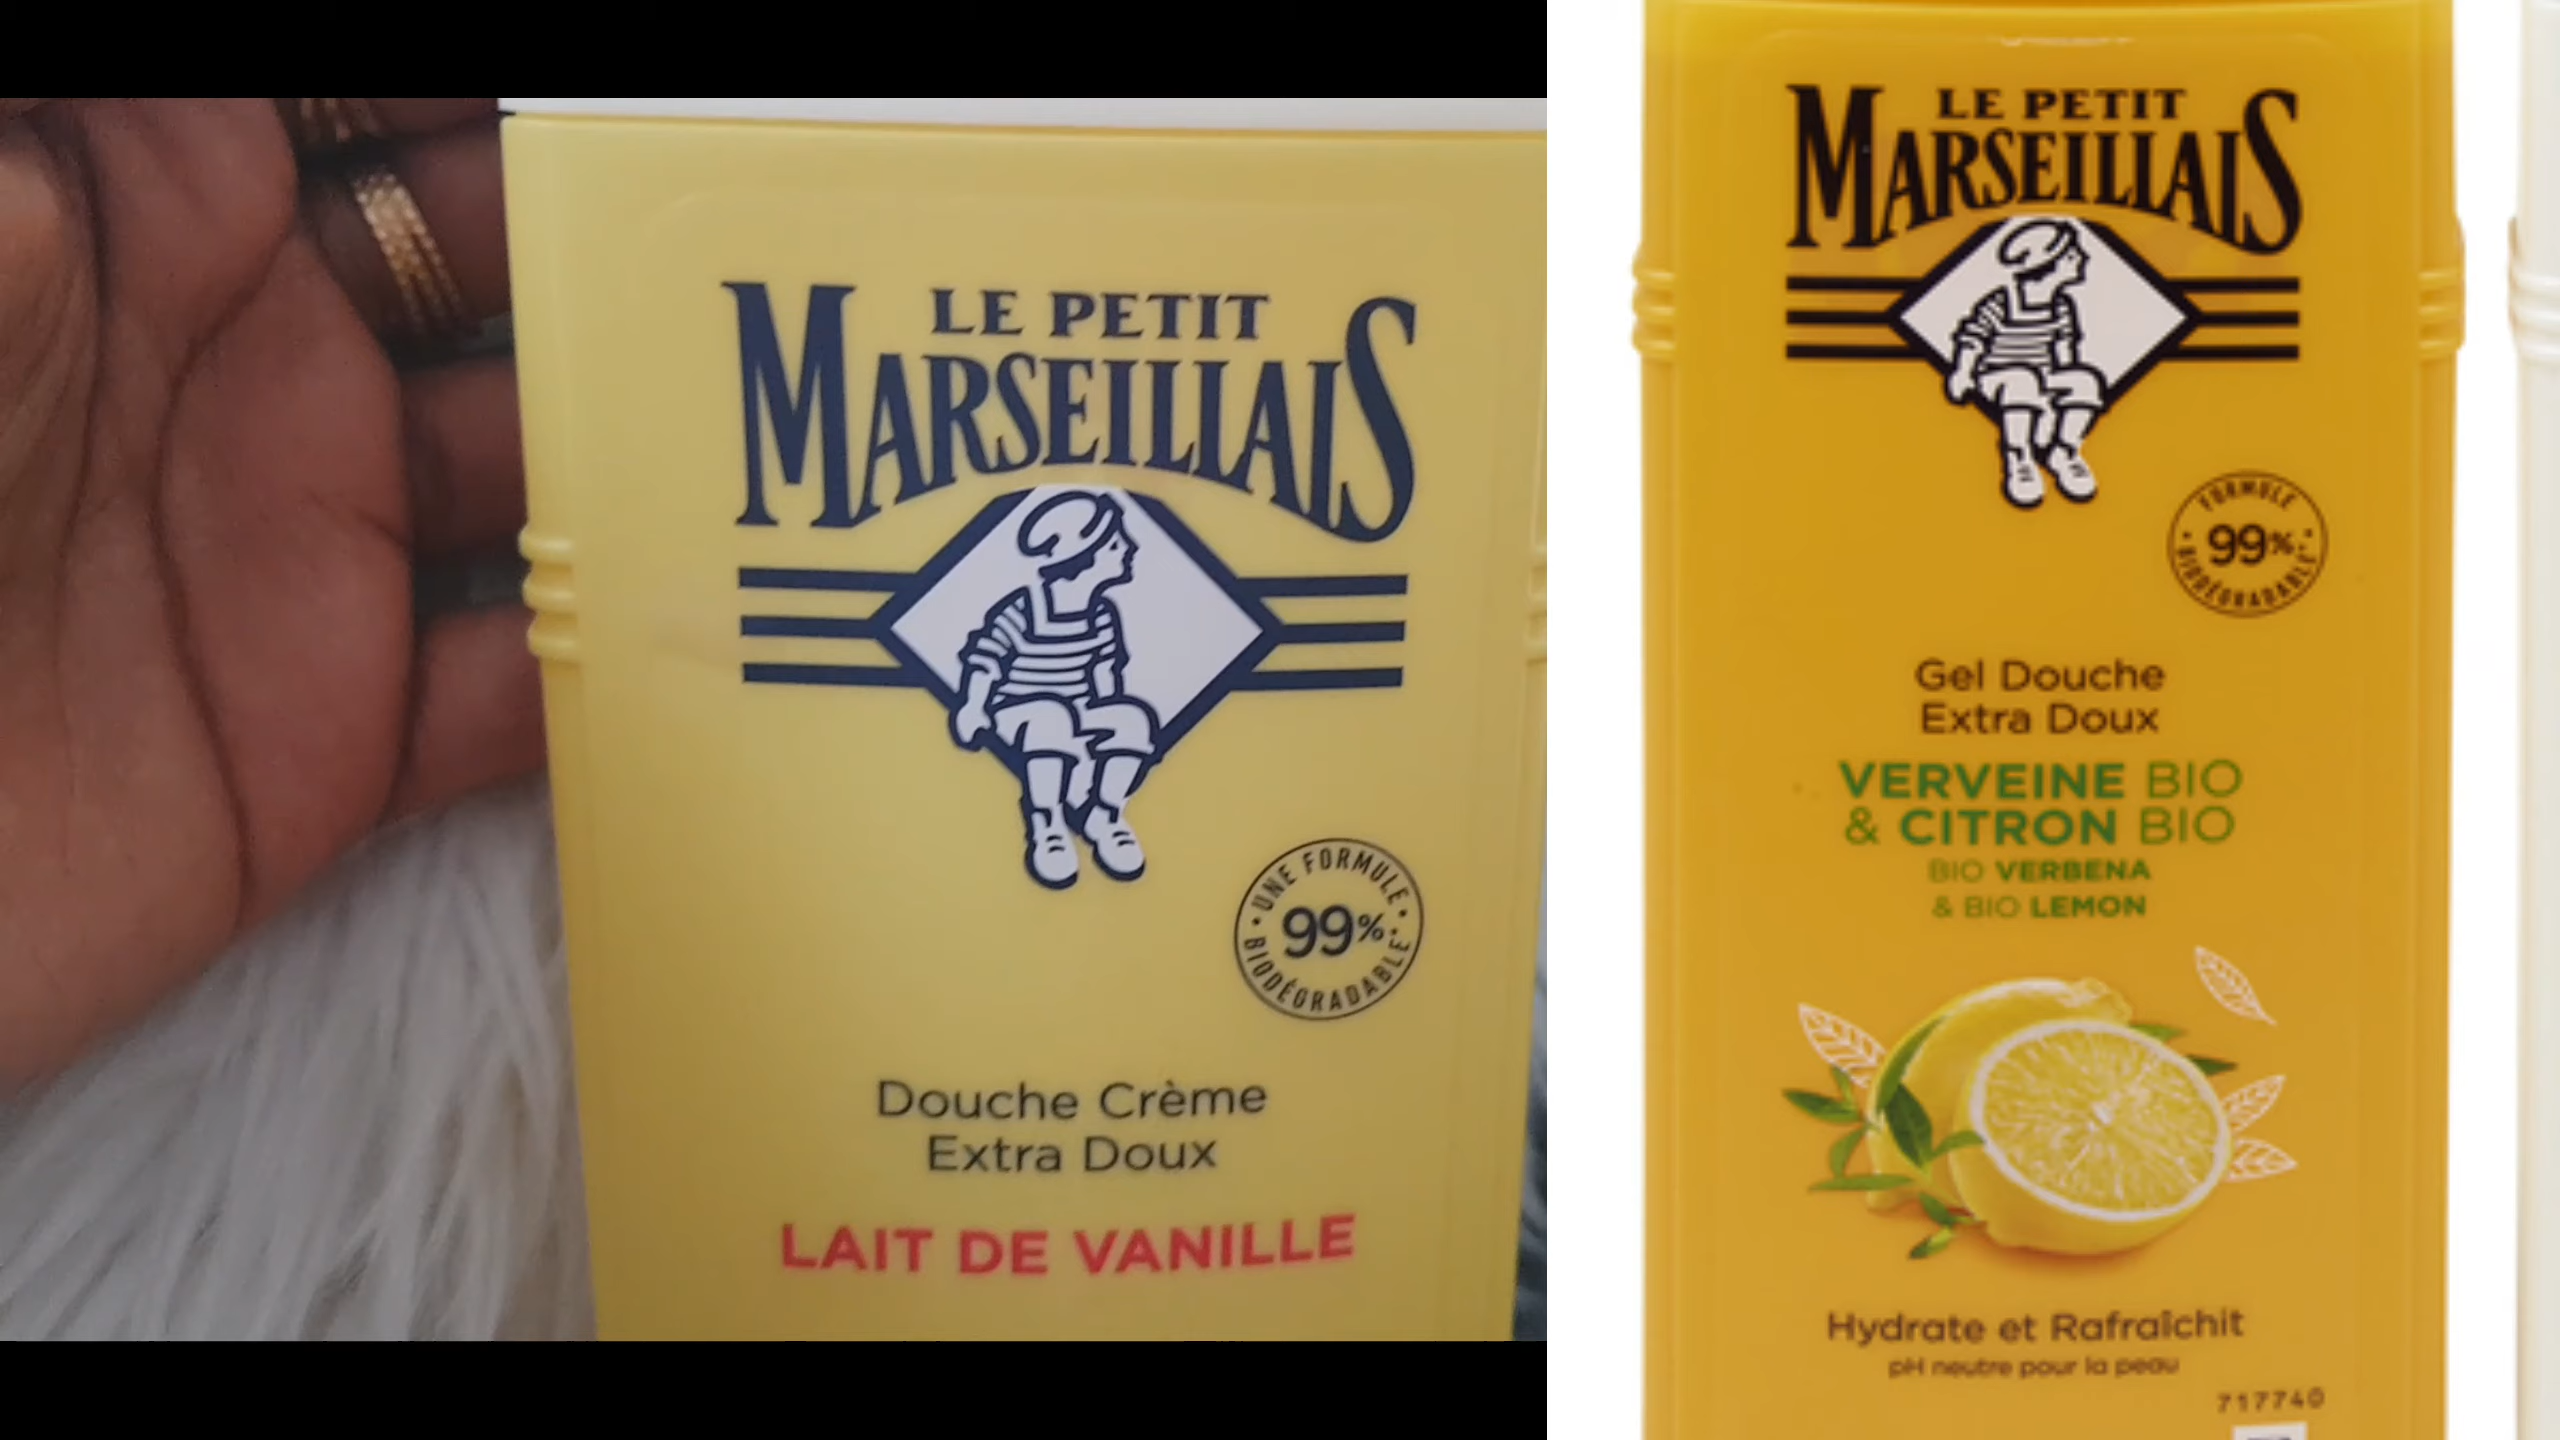 LE PETIT
MARSEILLAIS
UNE FORMULE
99%
BIODÉGRADABLE
Douche Crème
Extra Doux
LAIT DE VANILLE
LE PETIT
MARSEILLAIS
FORMULE
99%
BIODÉGRADABLE
Gel Douche
Extra Doux
VERVEINE BIO
& CITRON BIO
BIO VERBENA
& BIO LEMON
Hydrate et Rafraîchit
pH neutre pour la peau
717740